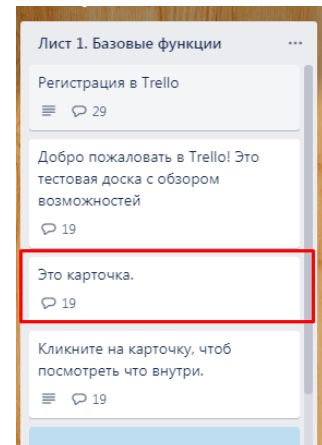 Лист 1. Базовые функции
Регистрация в Trello
29
Добро пожаловать в Trello! Это
тестовая доска с обзором
возможностей
19
Это карточка.
19
Кликните на карточку, чтоб
посмотреть что внутри.
19